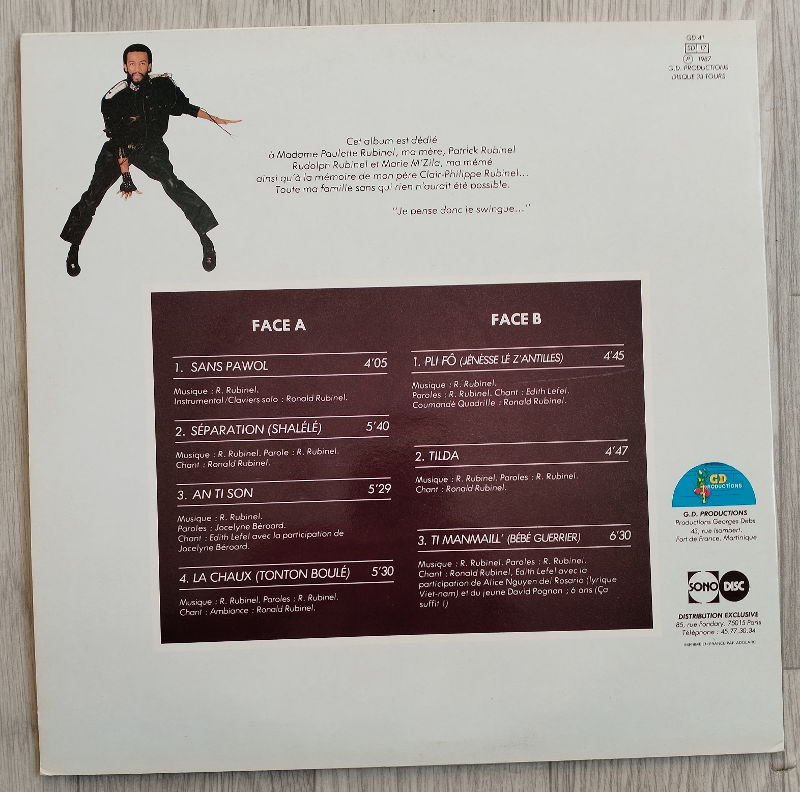 GD 41
SD 17
Ⓟ 1987
G.D. PRODUCTIONS
DISQUE 33 TOURS
Cet album est dédié
à Madame Paulette Rubinel, ma mère, Patrick Rubinel
Rudolph Rubinel et Marie M'Zila, ma mémé
ainsi qu'à la mémoire de mon père Clair-Philippe Rubinel...
Toute ma famille sans qui rien n'aurait été possible.
"Je pense donc je swingue..."
FACE A
1. SANS PAWOL 4'05
Musique : R. Rubinel.
Instrumental/Claviers solo : Ronald Rubinel.
2. SÉPARATION (SHALÉLÉ) 5'40
Musique : R. Rubinel. Parole : R. Rubinel.
Chant : Ronald Rubinel.
3. AN TI SON 5'29
Musique : R. Rubinel.
Paroles : Jocelyne Béroard.
Chant : Edith Lefel avec la participation de
Jocelyne Béroard.
4. LA CHAUX (TONTON BOULÉ) 5'30
Musique : R. Rubinel. Paroles : R. Rubinel.
Chant : Ambiance : Ronald Rubinel.
FACE B
1. PLI FÔ (JÉNÈSSE LÉ Z'ANTILLES) 4'45
Musique : R. Rubinel.
Paroles : R. Rubinel. Chant : Edith Lefel.
Coumandé Quadrille : Ronald Rubinel.
2. TILDA 4'47
Musique : R. Rubinel. Paroles : R. Rubinel.
Chant : Ronald Rubinel.
3. TI MANMAILL' (BÉBÉ GUERRIER) 6'30
Musique : R. Rubinel. Paroles : R. Rubinel.
Chant : Ronald Rubinel, Edith Lefel avec la
participation de Alice Nguyen del Rosario (lyrique
Viet-nam) et du jeune David Pognon ; 6 ans (Ça
suffit !)
GD
PRODUCTIONS
G.D. PRODUCTIONS
Productions Georges Debs
43, rue Isambert,
Fort de France, Martinique
SONO DISC
DISTRIBUTION EXCLUSIVE
85, rue Fondary, 75015 Paris
Téléphone : 45.77.30.34
IMPRIMÉ EN FRANCE PAR